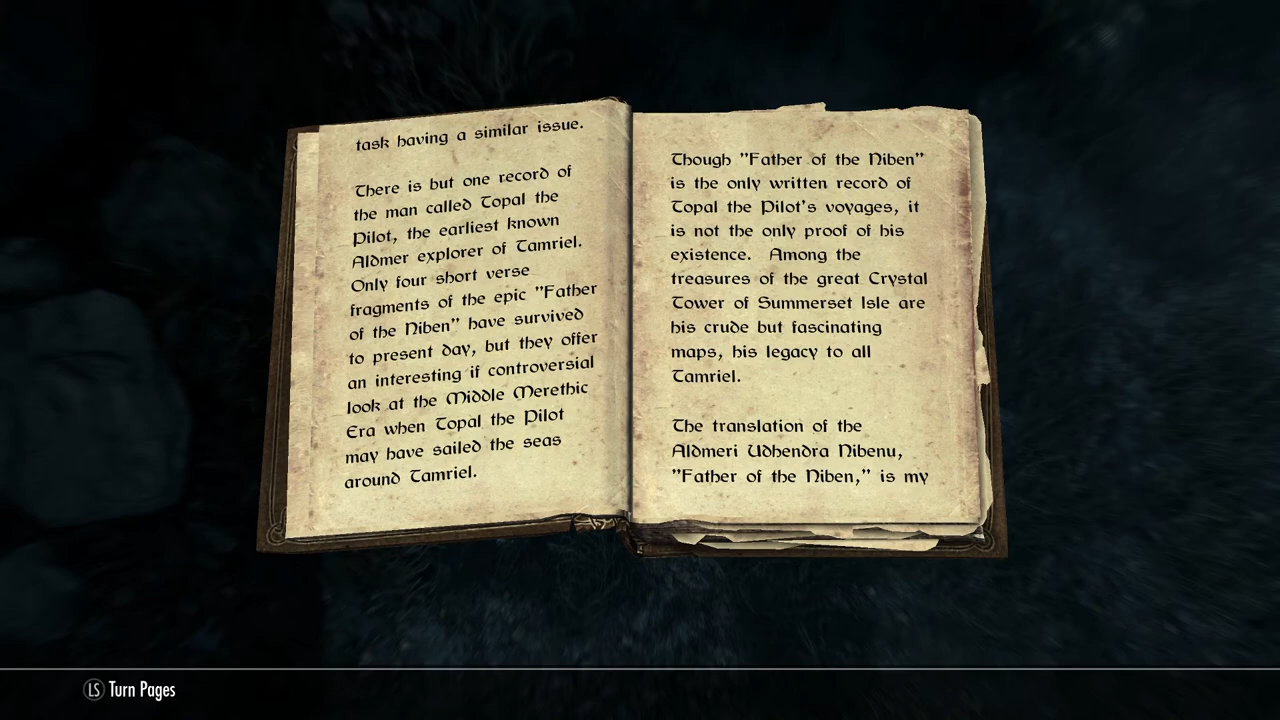 task having a similar issue.
There is but one record of
the man called Topal the
Pilot, the earliest known
Aldmer explorer of Tamriel.
Only four short verse
fragments of the epic "Father
of the Niben" have survived
to present day, but they offer
an interesting if controversial
look at the Middle Merethic
Era when Topal the Pilot
may have sailed the seas
around Tamriel.
Though "Father of the Niben"
is the only written record of
Topal the Pilot's voyages, it
is not the only proof of his
existence.  Among the
treasures of the great Crystal
Tower of Summerset Isle are
his crude but fascinating
maps, his legacy to all
Tamriel.
The translation of the
Aldmeri Udhendra Nibenu,
"Father of the Niben," is my
LS Turn Pages